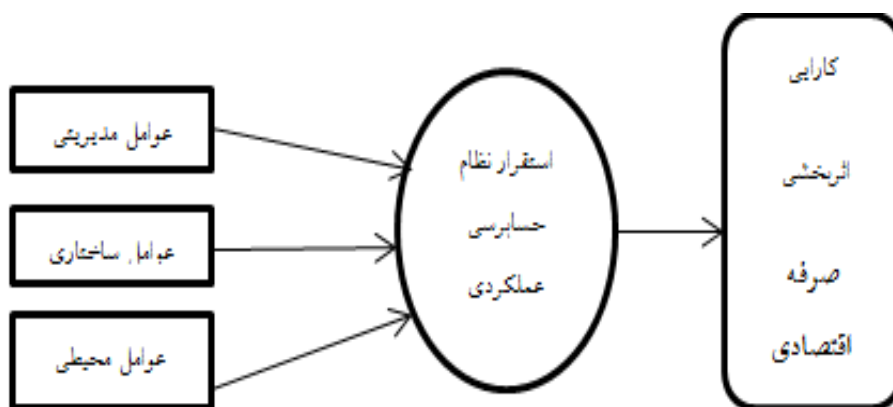 عوامل مدیریتی
عوامل ساختاری
عوامل محیطی
استقرار نظام
حسابرسی
عملکردی
کارایی
اثربخشی
صرفه
اقتصادی